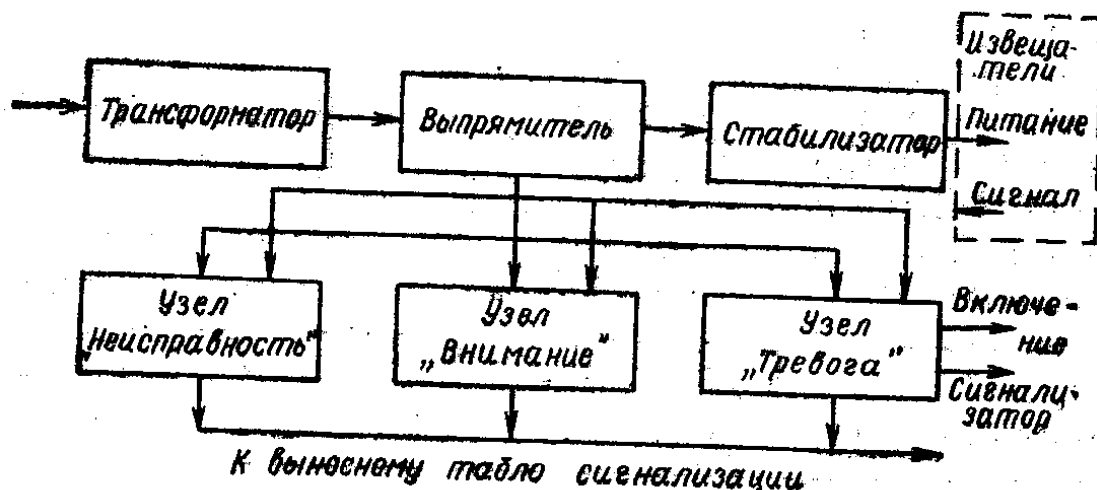 Извеща-
тели
Трансформатор
Выпрямитель
Стабилизатор
Питание
Сигнал
Узел
„Неисправность"
Узел
„Внимание"
Узел
„Тревога"
Включе-
ние
Сигнали-
затор
К выносному табло сигнализации